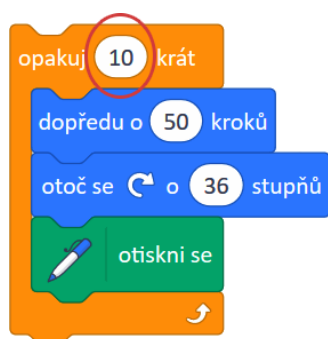 opakuj 10 krát
dopředu o 50 kroků
otoč se o 36 stupňů
otiskni se